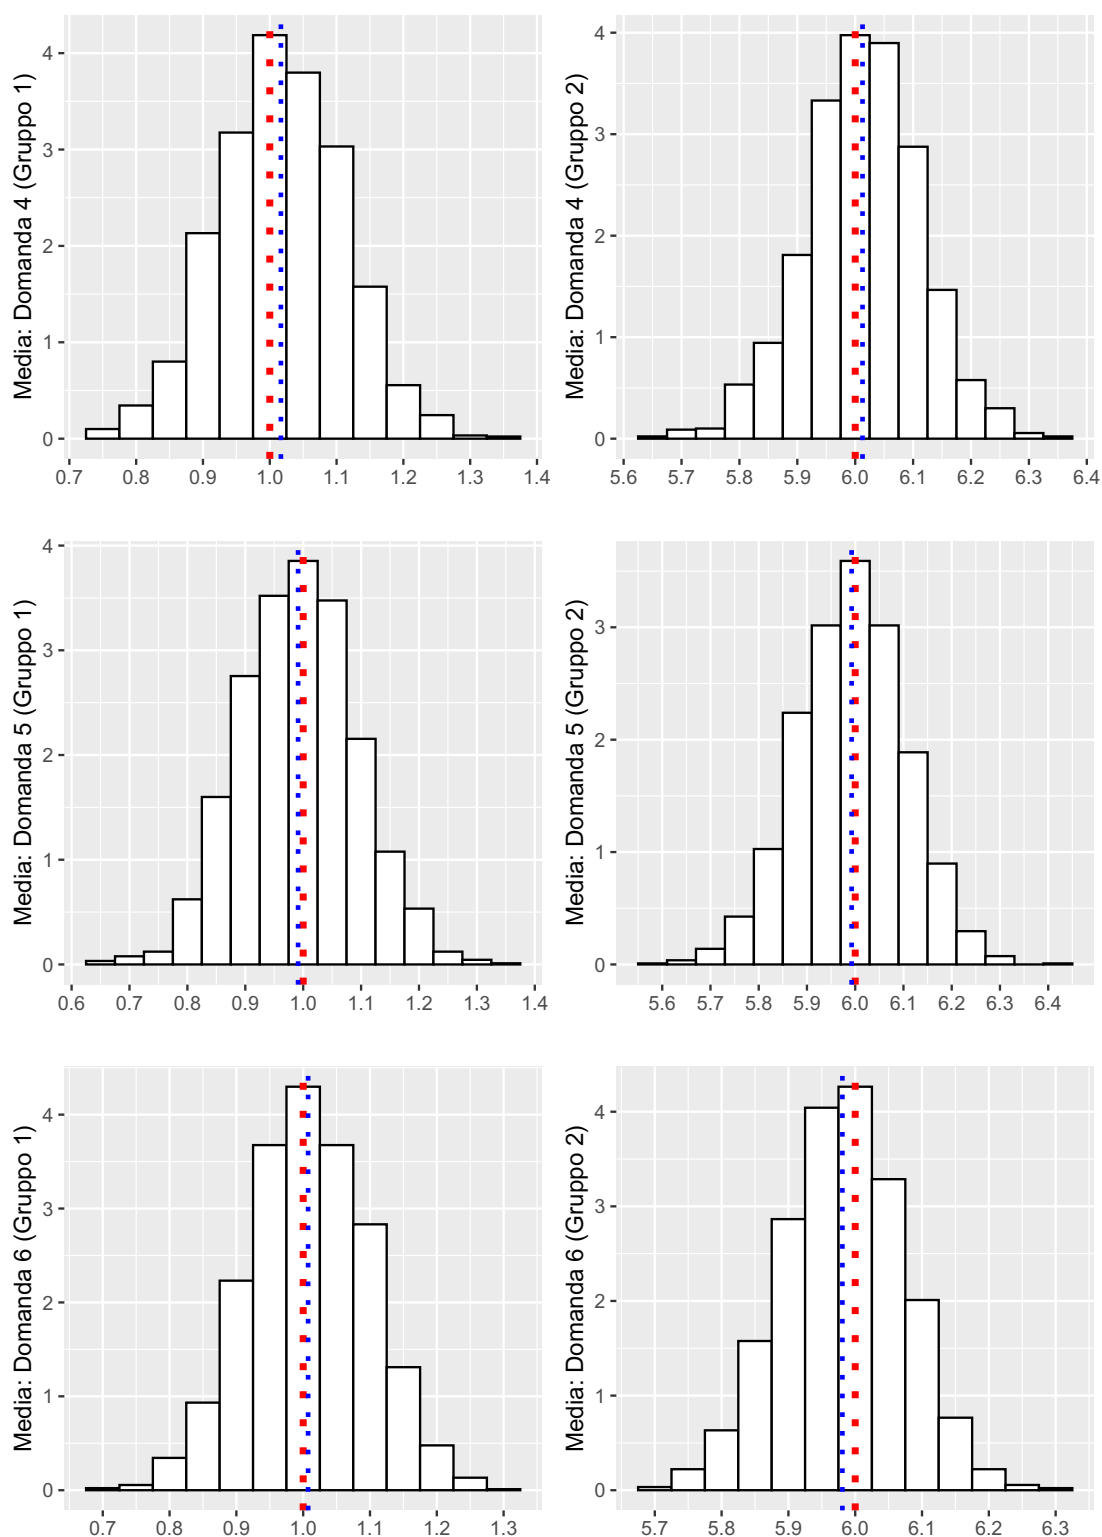 Media: Domanda 4 (Gruppo 1)
4
3
2
1
0
0.7 0.8 0.9 1.0 1.1 1.2 1.3 1.4
Media: Domanda 4 (Gruppo 2)
4
3
2
1
0
5.6 5.7 5.8 5.9 6.0 6.1 6.2 6.3 6.4
Media: Domanda 5 (Gruppo 1)
4
3
2
1
0
0.6 0.7 0.8 0.9 1.0 1.1 1.2 1.3 1.4
Media: Domanda 5 (Gruppo 2)
3
2
1
0
5.6 5.7 5.8 5.9 6.0 6.1 6.2 6.3 6.4
Media: Domanda 6 (Gruppo 1)
4
3
2
1
0
0.7 0.8 0.9 1.0 1.1 1.2 1.3
Media: Domanda 6 (Gruppo 2)
4
3
2
1
0
5.7 5.8 5.9 6.0 6.1 6.2 6.3